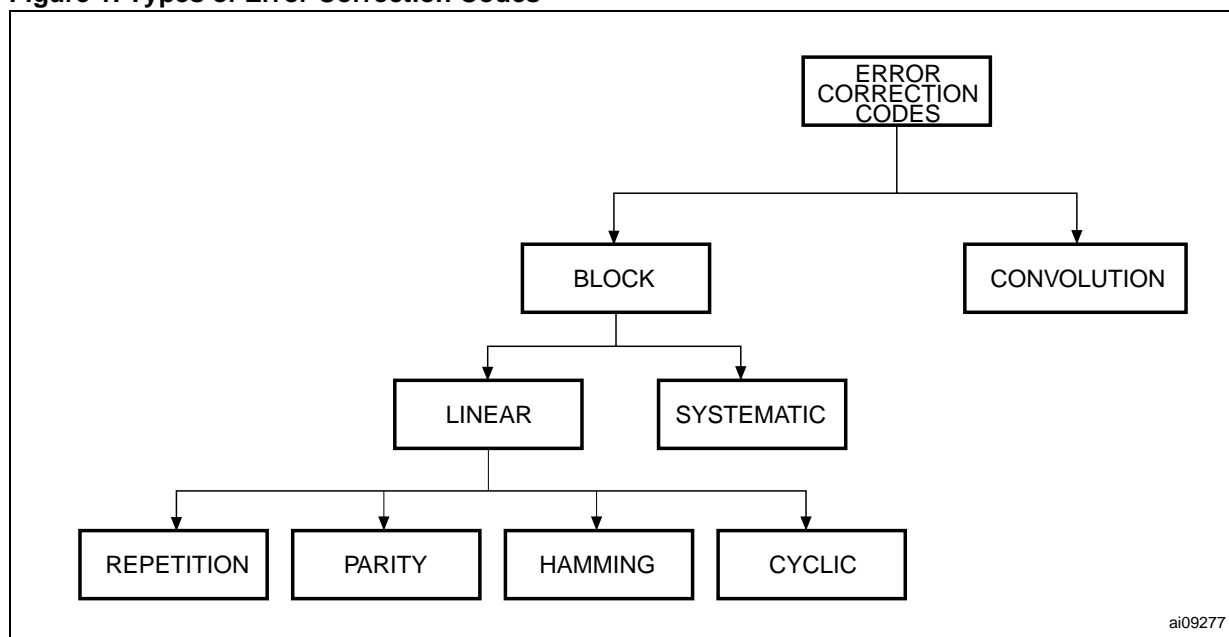 Figure 1. Types of Error Correction Codes
ERROR
CORRECTION
CODES
BLOCK
CONVOLUTION
LINEAR
SYSTEMATIC
REPETITION
PARITY
HAMMING
CYCLIC
ai09277